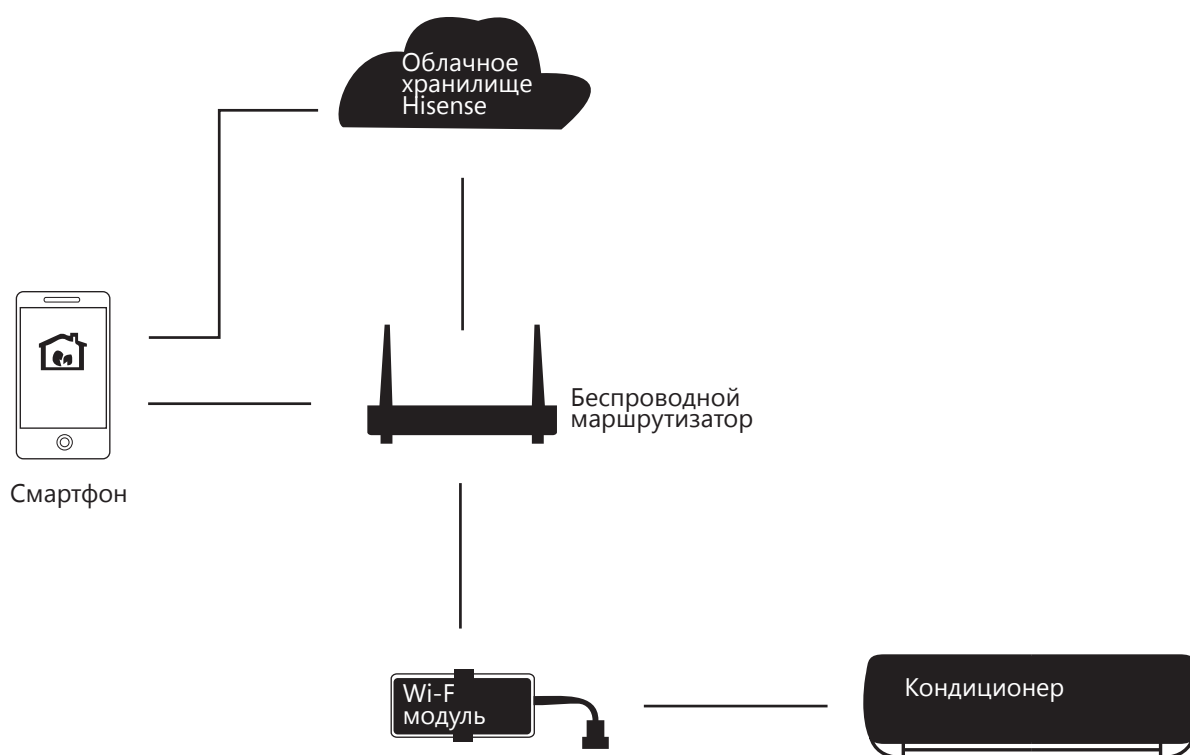 Облачное
хранилище
Hisense
Беспроводной
маршрутизатор
Смартфон
Wi-F
модуль
Кондиционер